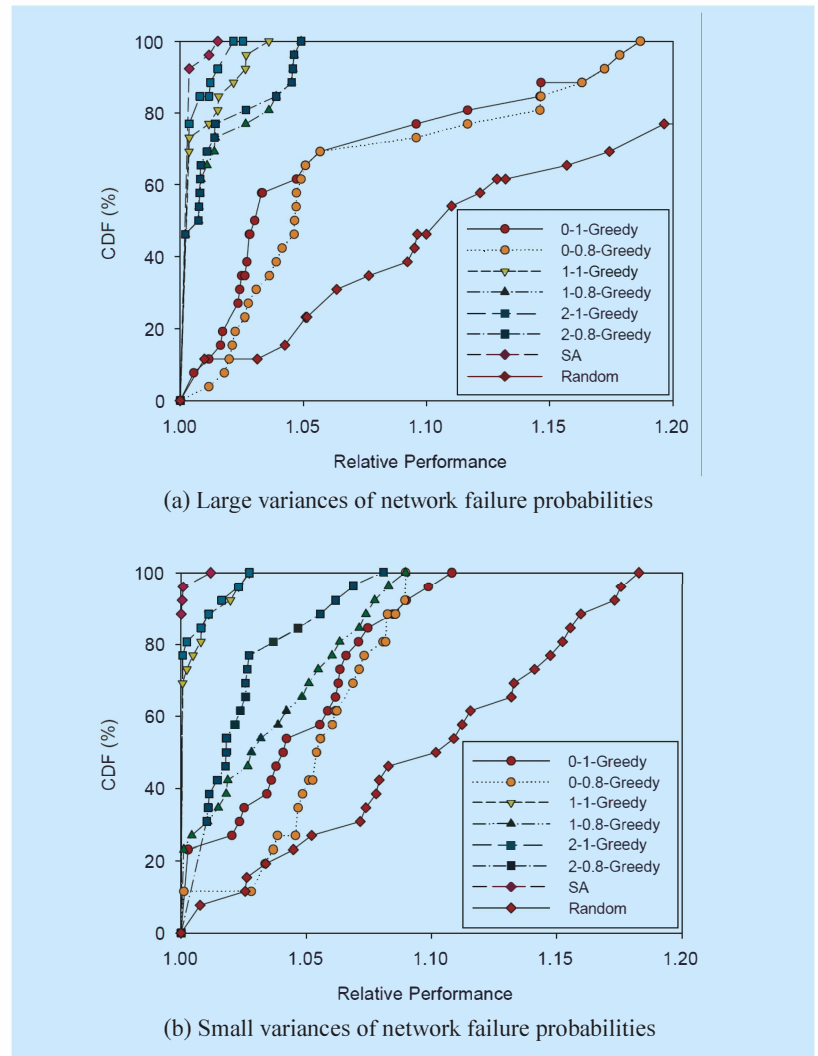 100
80
60
40
20
0
CDF (%)
1.00 1.05 1.10 1.15 1.20
Relative Performance
0-1-Greedy
0-0.8-Greedy
1-1-Greedy
1-0.8-Greedy
2-1-Greedy
2-0.8-Greedy
SA
Random
(a) Large variances of network failure probabilities
100
80
60
40
20
0
CDF (%)
1.00 1.05 1.10 1.15 1.20
Relative Performance
0-1-Greedy
0-0.8-Greedy
1-1-Greedy
1-0.8-Greedy
2-1-Greedy
2-0.8-Greedy
SA
Random
(b) Small variances of network failure probabilities